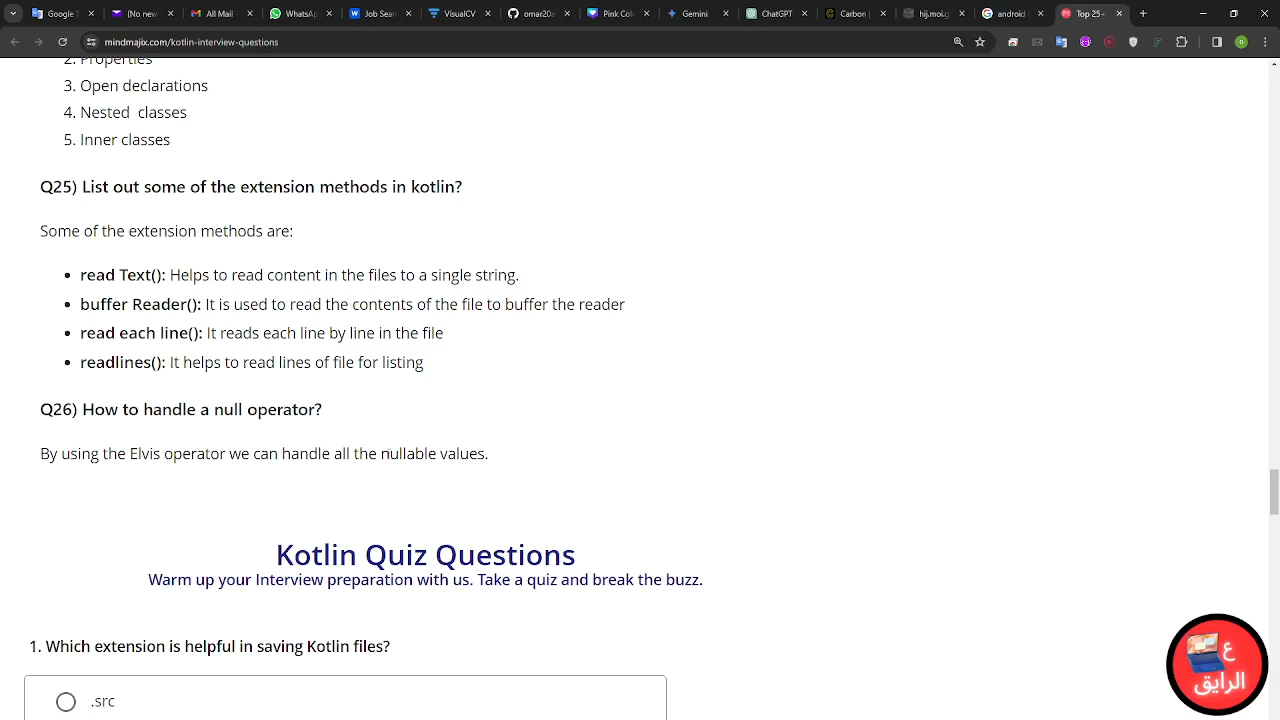 Google T
(No new
All Mail
WhatsAp
Job Sear
VisualCV
omar20
Pink Co
Gemini
ChatGPT
Carbon |
hij.moi.g
android
Top 25+
mindmajix.com/kotlin-interview-questions
2. Properties
3. Open declarations
4. Nested classes
5. Inner classes
Q25) List out some of the extension methods in kotlin?
Some of the extension methods are:
• read Text(): Helps to read content in the files to a single string.
• buffer Reader(): It is used to read the contents of the file to buffer the reader
• read each line(): It reads each line by line in the file
• readlines(): It helps to read lines of file for listing
Q26) How to handle a null operator?
By using the Elvis operator we can handle all the nullable values.
Kotlin Quiz Questions
Warm up your Interview preparation with us. Take a quiz and break the buzz.
1. Which extension is helpful in saving Kotlin files?
.src
ع
الرايق